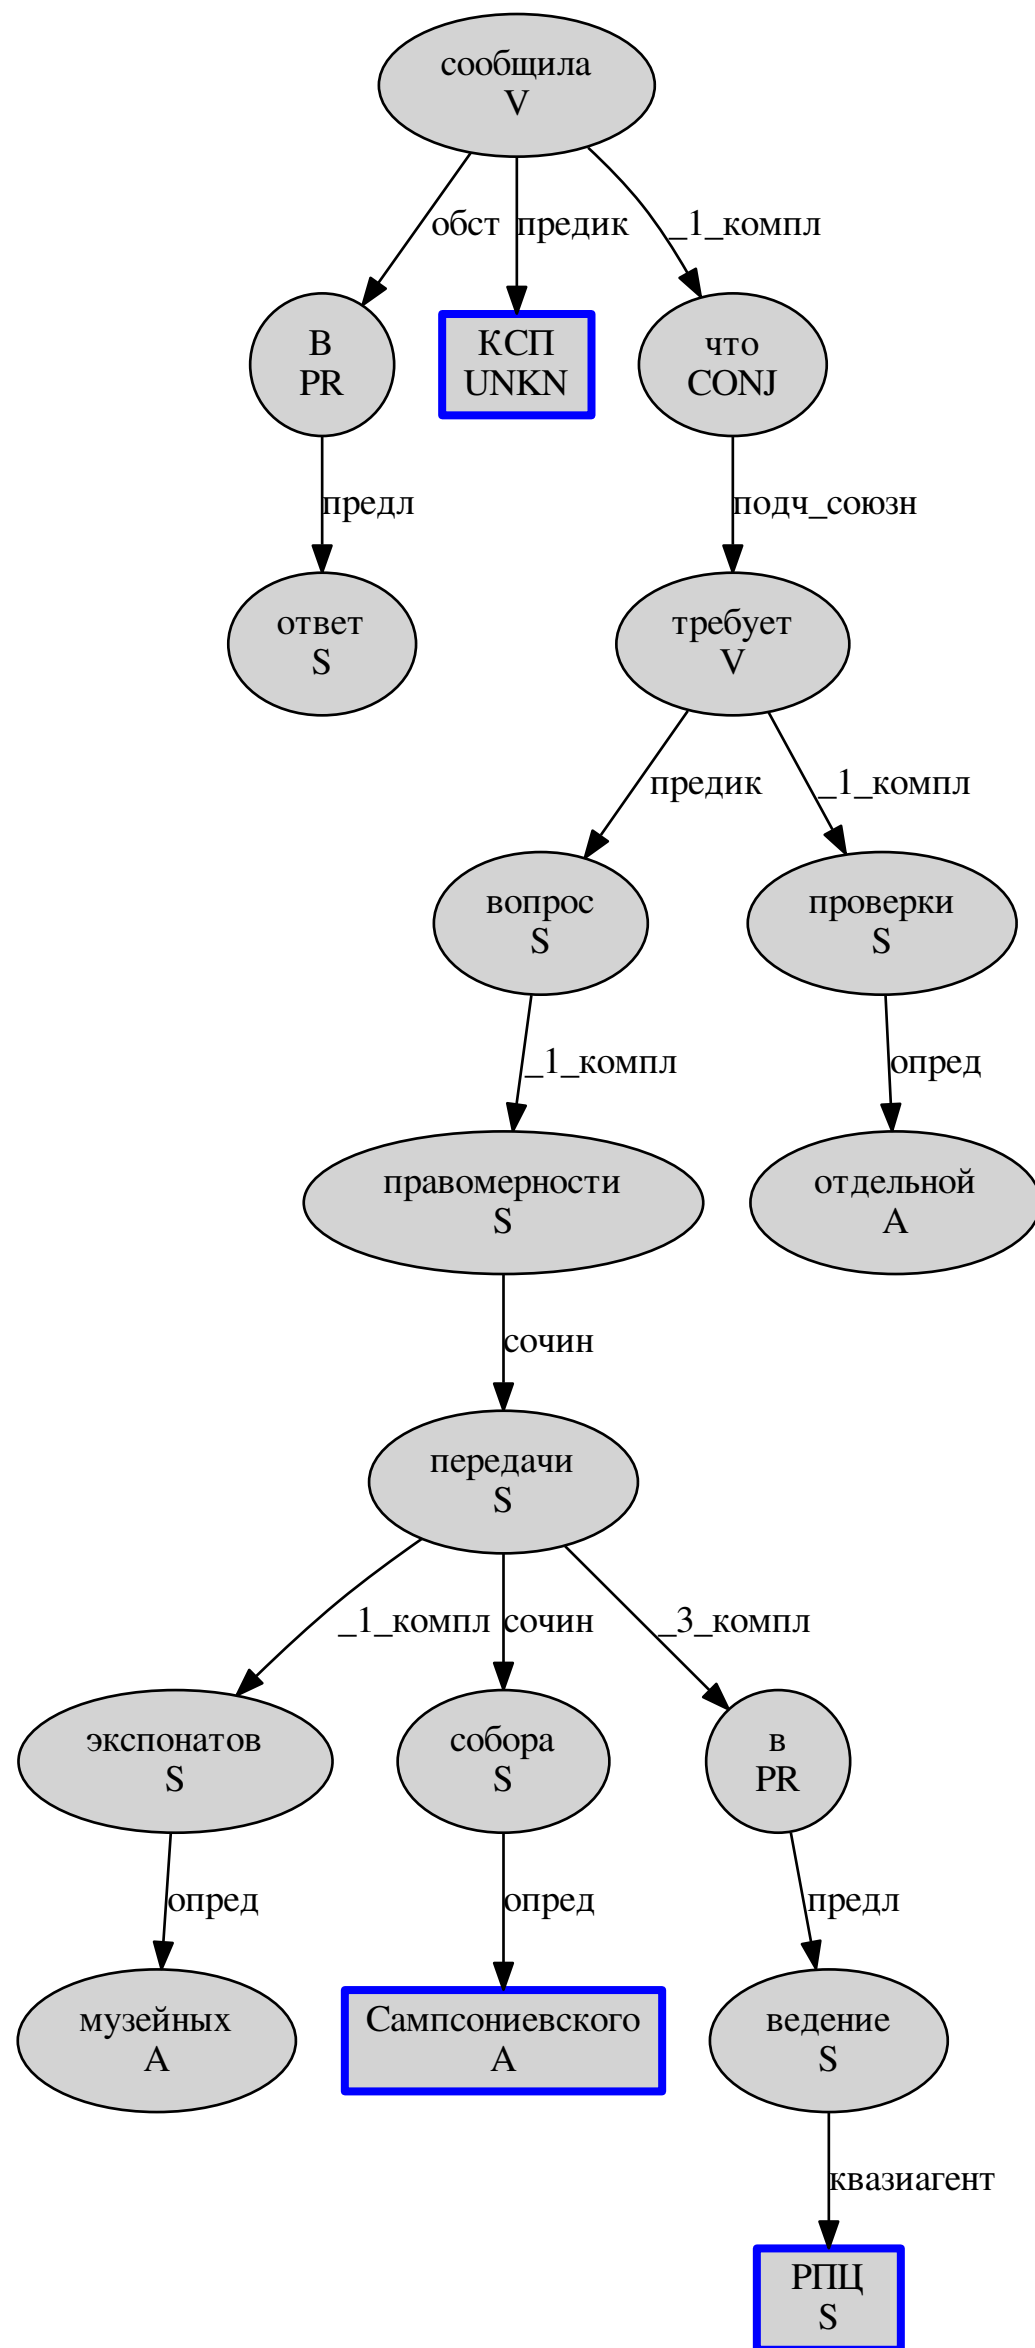 сообщила
V
обст предик _1_компл
В
PR
КСП
UNKN
что
CONJ
предл
подч_союзн
ответ
S
требует
V
предик _1_компл
вопрос
S
проверки
S
_1_компл
опред
правомерности
S
отдельной
A
сочин
передачи
S
_1_компл сочин _3_компл
экспонатов
S
собора
S
в
PR
опред
опред
предл
музейных
A
Сампсониевского
A
ведение
S
квазиагент
РПЦ
S